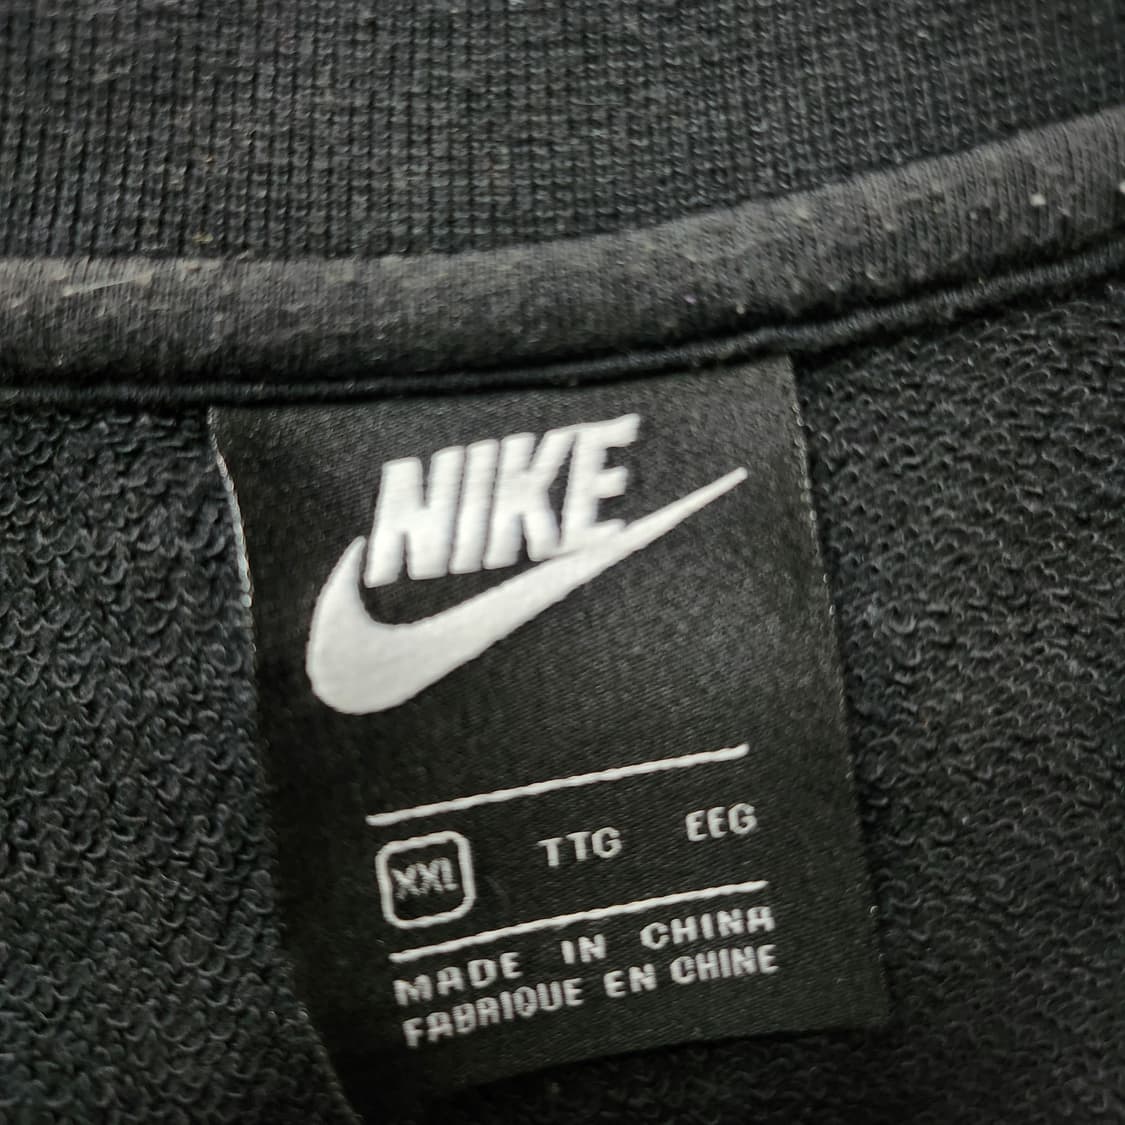 NIKE
XXL TTG EEG
MADE IN CHINA
FABRIQUE EN CHINE